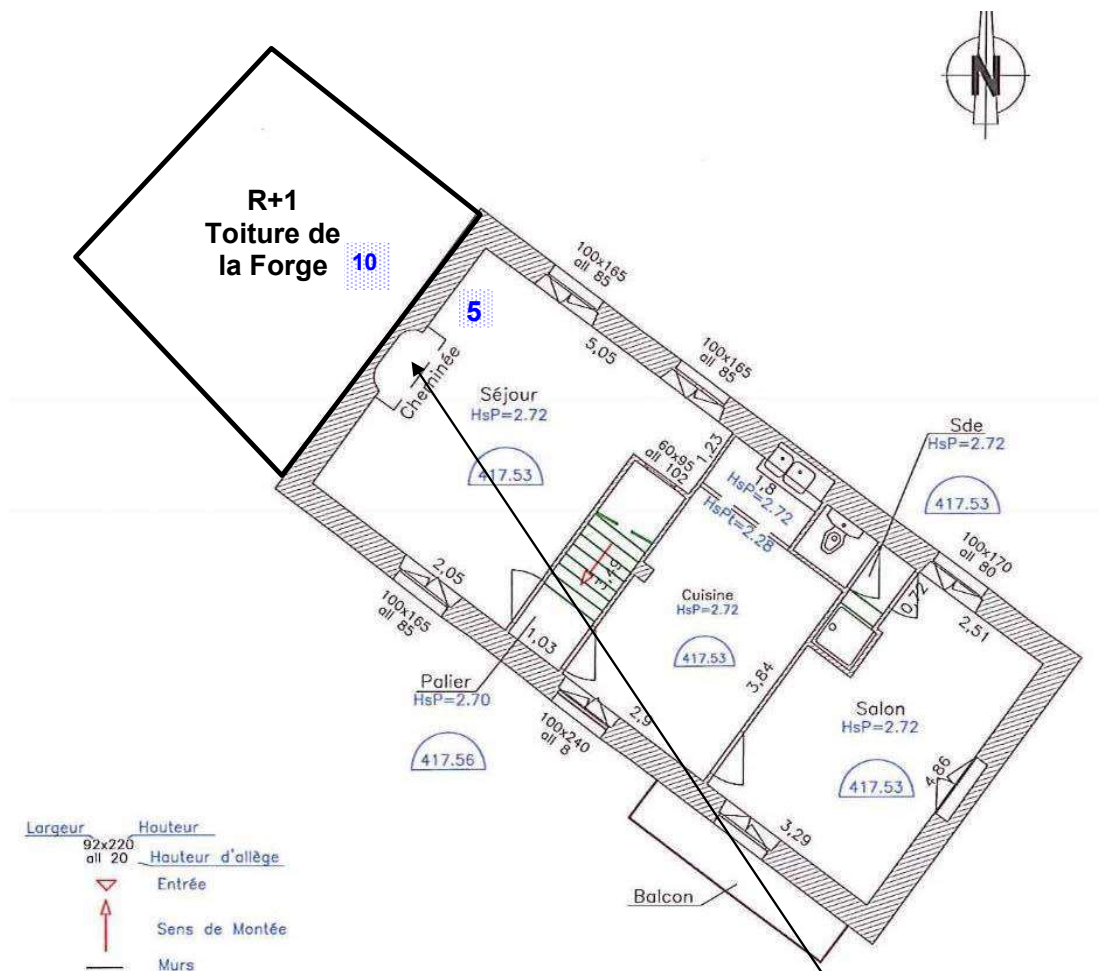 N
R+1
Toiture de
la Forge
10
5
100x165
all 85
5,05
100x165
all 85
Cheminée
Séjour
HsP=2.72
417.53
60x95
all 102
1,23
1,8
HsP=2.72
HsPt=2.28
Sde
HsP=2.72
417.53
100x170
all 80
0,72
2,51
2,05
100x165
all 85
3,49
1,03
Cuisine
HsP=2.72
417.53
Palier
HsP=2.70
417.56
100x240
all 8
2,9
3,84
Salon
HsP=2.72
417.53
4,86
3,29
Balcon
Largeur Hauteur
92x220
all 20 Hauteur d'allège
Entrée
Sens de Montée
Murs